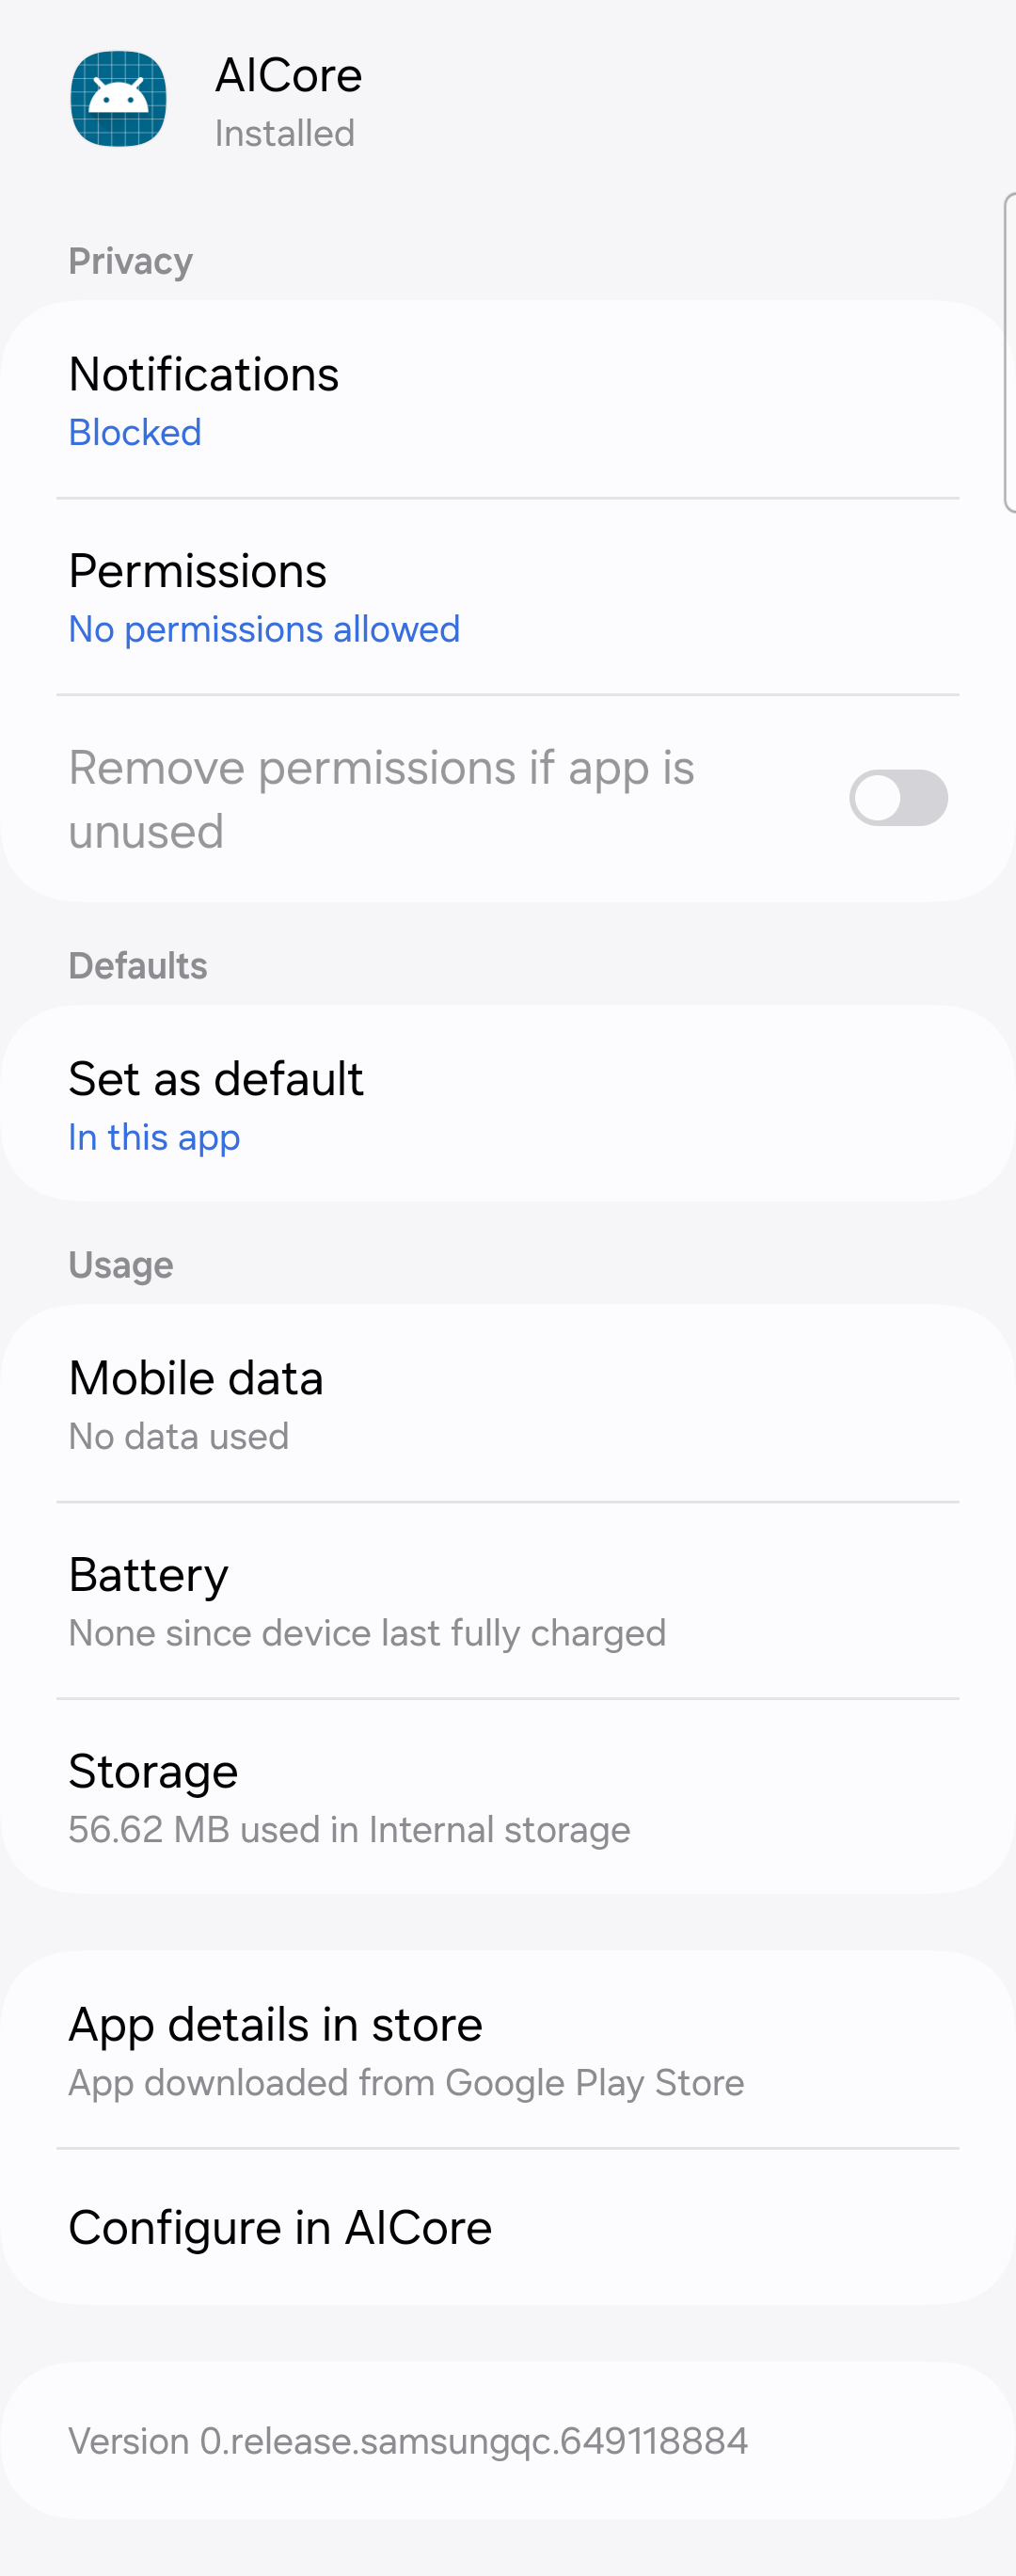 AICore
Installed
Privacy
Notifications
Blocked
Permissions
No permissions allowed
Remove permissions if app is
unused
Defaults
Set as default
In this app
Usage
Mobile data
No data used
Battery
None since device last fully charged
Storage
56.62 MB used in Internal storage
App details in store
App downloaded from Google Play Store
Configure in AICore
Version 0.release.samsungqc.649118884